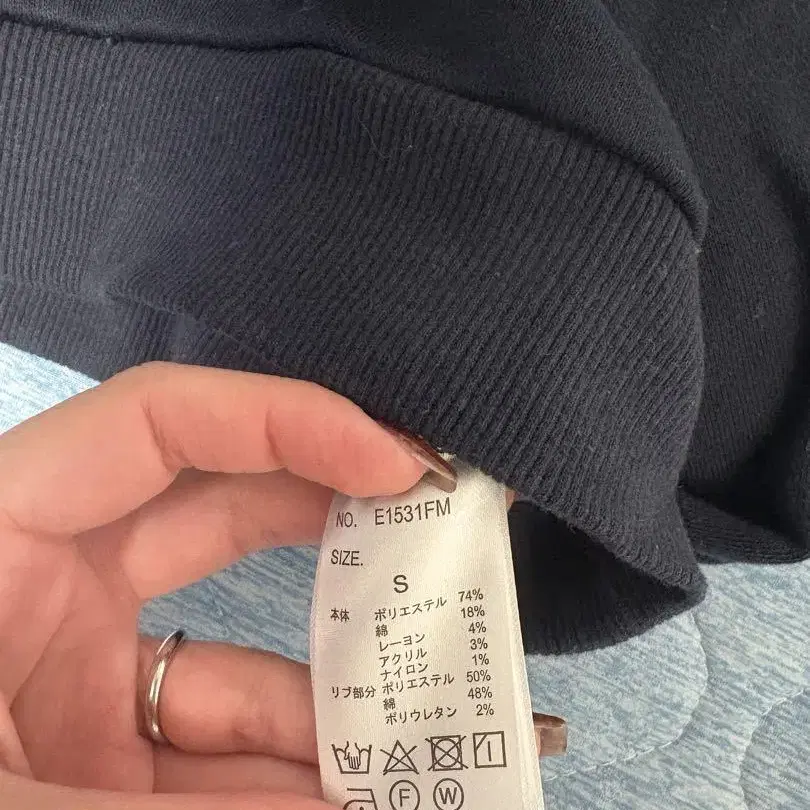 NO. E1531FM
SIZE.
S
本体 ポリエステル 74%
綿 18%
レーヨン 4%
アクリル 3%
ナイロン 1%
リブ部分 ポリエステル 50%
綿 48%
ポリウレタン 2%
F W